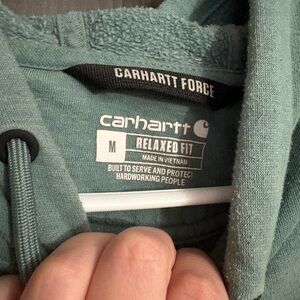 CARHARTT FORCE
carhartt
M RELAXED FIT
MADE IN VIETNAM
BUILT TO SERVE AND PROTECT
HARDWORKING PEOPLE